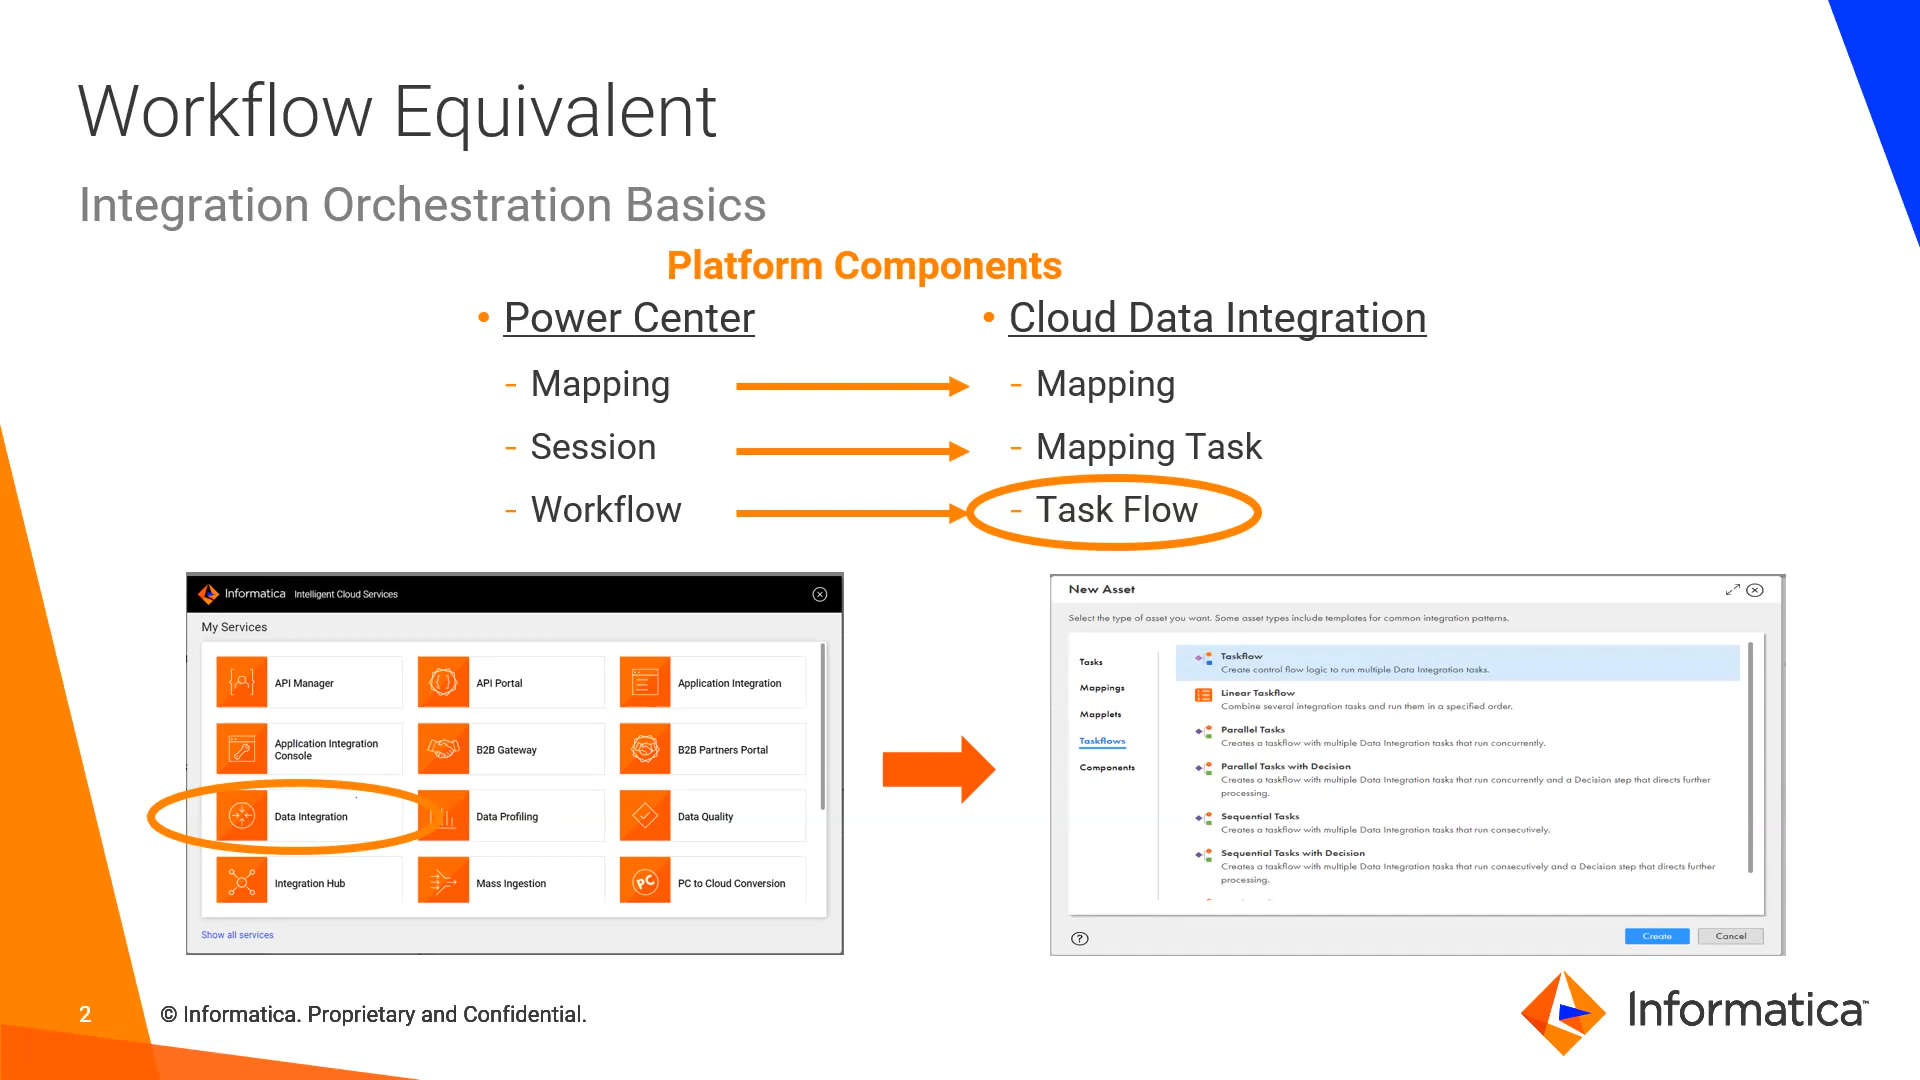 Workflow Equivalent
Integration Orchestration Basics
Platform Components
• Power Center
- Mapping
- Session
- Workflow
• Cloud Data Integration
- Mapping
- Mapping Task
- Task Flow
Informatica Intelligent Cloud Services
My Services
API Manager
API Portal
Application Integration
Application Integration
Console
B2B Gateway
B2B Partners Portal
Data Integration
Data Profiling
Data Quality
Integration Hub
Mass Ingestion
PC
PC to Cloud Conversion
Show all services
New Asset
Select the type of asset you want. Some asset types include templates for common integration patterns.
Tasks
Mappings
Mapplets
Taskflows
Components
Taskflow
Create control flow logic to run multiple Data Integration tasks.
Linear Taskflow
Combine several integration tasks and run them in a specified order.
Parallel Tasks
Creates a taskflow with multiple Data Integration tasks that run concurrently.
Parallel Tasks with Decision
Creates a taskflow with multiple Data Integration tasks that run concurrently and a Decision step that directs further
processing.
Sequential Tasks
Creates a taskflow with multiple Data Integration tasks that run consecutively.
Sequential Tasks with Decision
Creates a taskflow with multiple Data Integration tasks that run consecutively and a Decision step that directs further
processing.
?
Create
Cancel
2
© Informatica. Proprietary and Confidential.
Informatica™